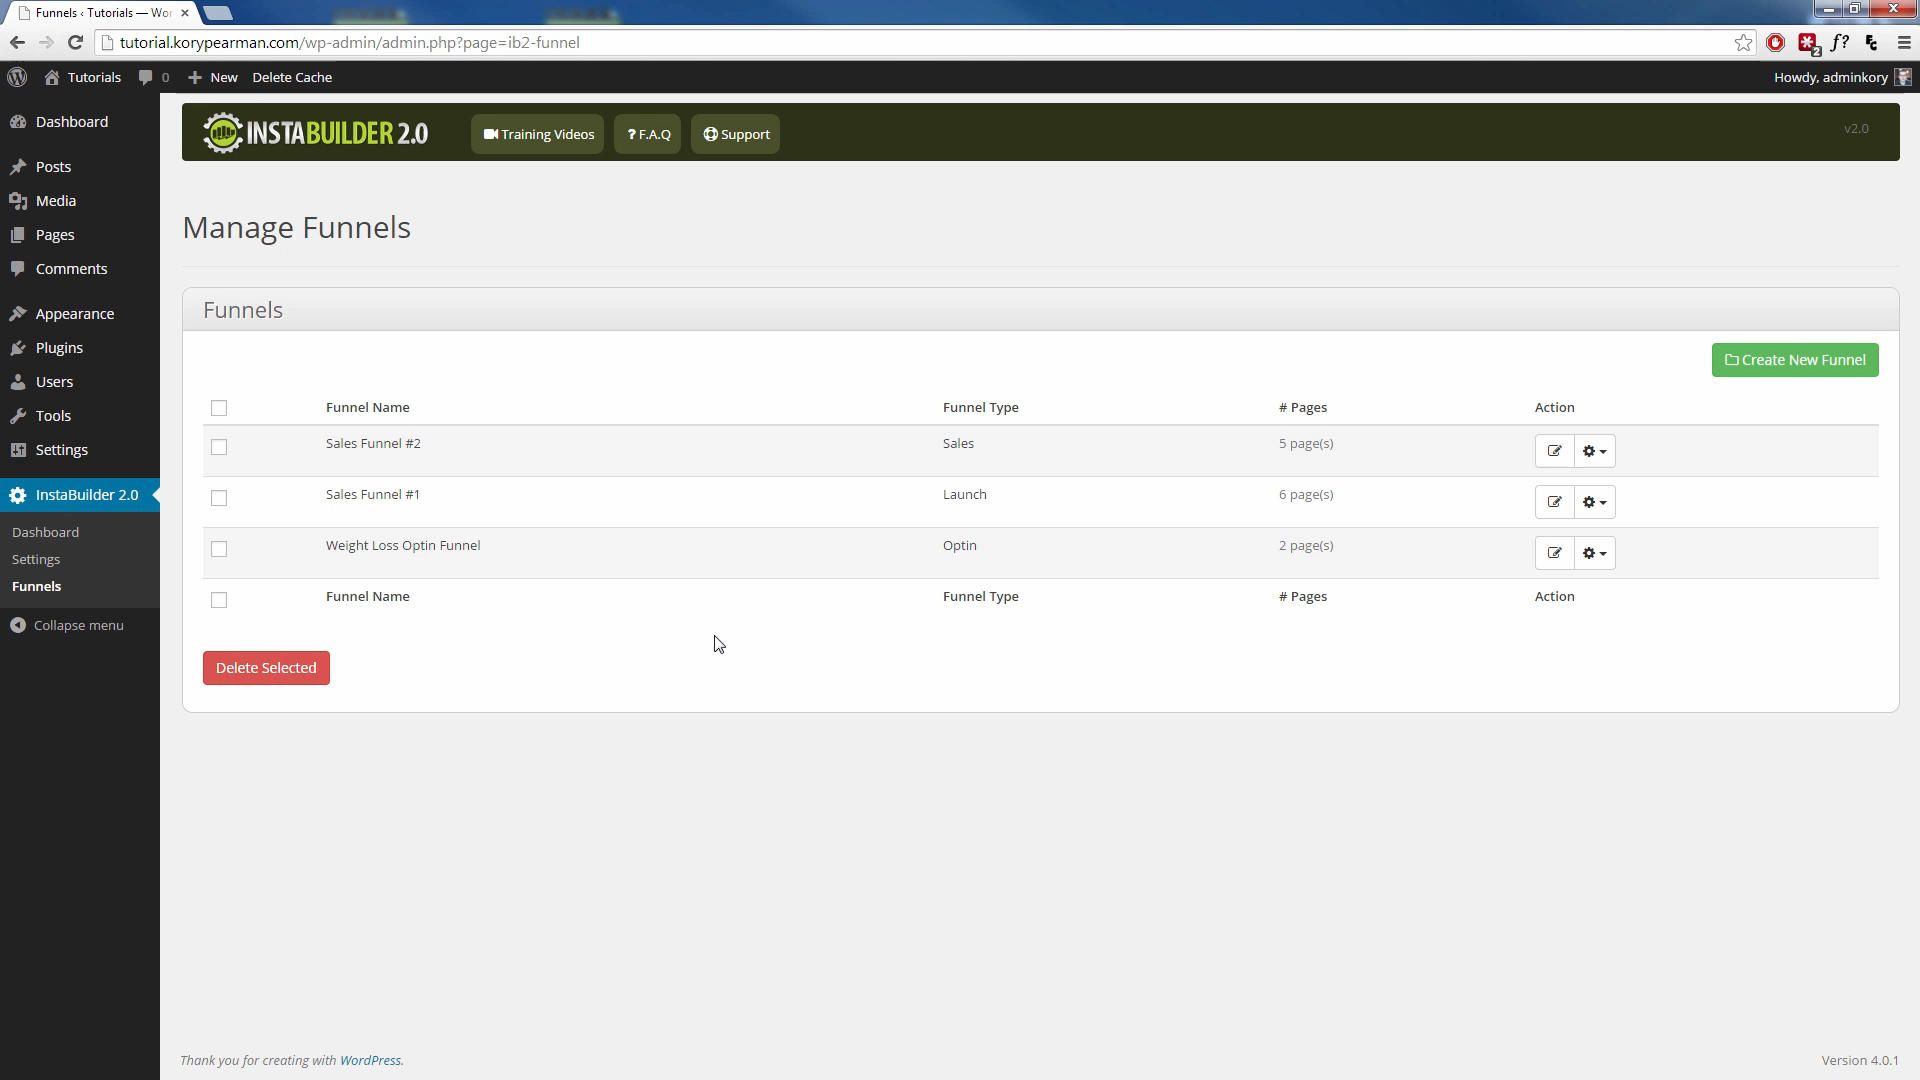 Funnels ‹ Tutorials — Wor
tutorial.korypearman.com/wp-admin/admin.php?page=ib2-funnel
2
f?
Tutorials 0 New Delete Cache Howdy, adminkory
Dashboard
Posts
Media
Pages
Comments
Appearance
Plugins
Users
Tools
Settings
InstaBuilder 2.0
Dashboard
Settings
Funnels
Collapse menu
INSTABUILDER 2.0 Training Videos ? F.A.Q Support v2.0
Manage Funnels
Funnels
Create New Funnel
Funnel Name Funnel Type # Pages Action
Sales Funnel #2 Sales 5 page(s)
Sales Funnel #1 Launch 6 page(s)
Weight Loss Optin Funnel Optin 2 page(s)
Funnel Name Funnel Type # Pages Action
Delete Selected
Thank you for creating with WordPress. Version 4.0.1